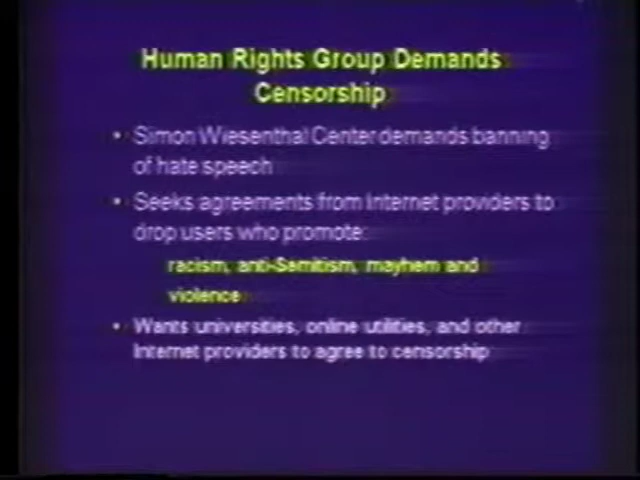 Human Rights Group Demands
Censorship
• Simon Wiesenthal Center demands banning
of hate speech
• Seeks agreements from Internet providers to
drop users who promote:
racism, anti-Semitism, mayhem and
violence
• Wants universities, online utilities, and other
Internet providers to agree to censorship